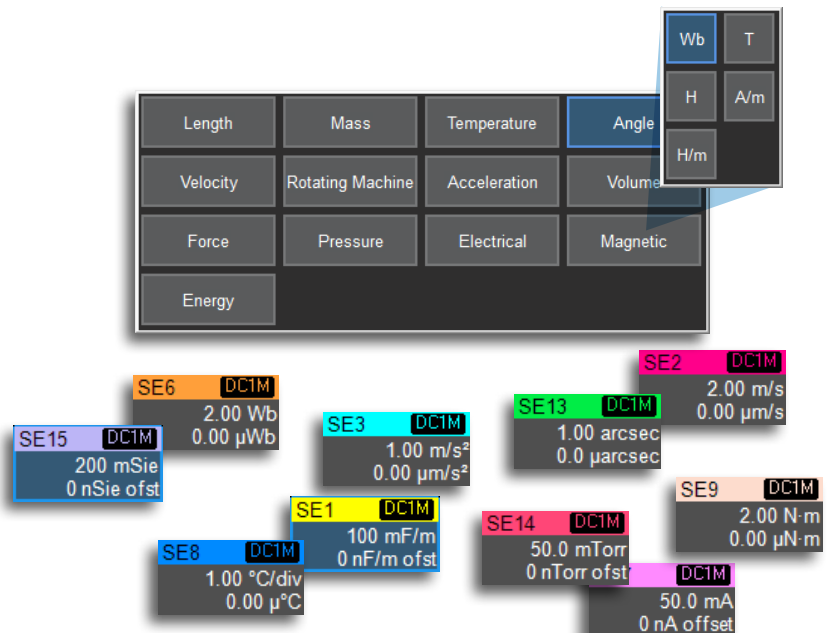 Wb T
H A/m
H/m
Length Mass Temperature Angle
Velocity Rotating Machine Acceleration Volume
Force Pressure Electrical Magnetic
Energy
SE2 DC1M
2.00 m/s
0.00 µm/s
SE6 DC1M
2.00 Wb
0.00 µWb
SE13 DC1M
1.00 arcsec
0.0 µarcsec
SE3 DC1M
1.00 m/s²
0.00 µm/s²
SE15 DC1M
200 mSie
0 nSie ofst
SE9 DC1M
2.00 N·m
0.00 µN·m
SE1 DC1M
100 mF/m
0 nF/m ofst
SE14 DC1M
50.0 mTorr
0 nTorr ofst
SE8 DC1M
1.00 °C/div
0.00 µ°C
DC1M
50.0 mA
0 nA offset